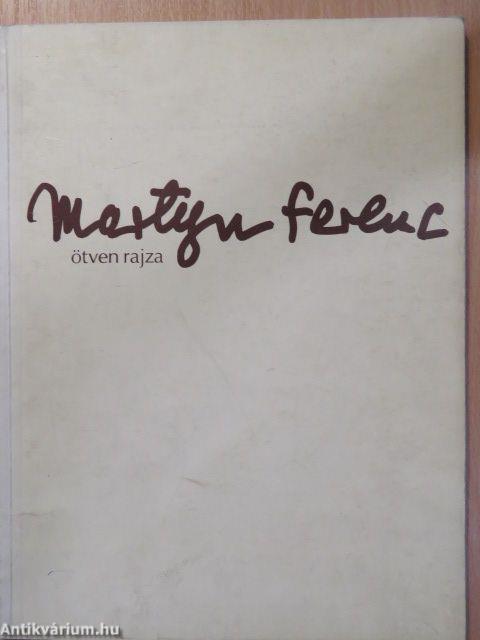 Martyn Ferenc
ötven rajza
Antikvárium.hu